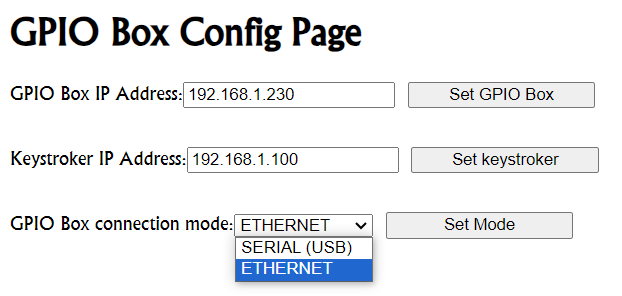 GPIO Box Config Page
GPIO Box IP Address: 192.168.1.230 Set GPIO Box
Keystroker IP Address: 192.168.1.100 Set keystroker
GPIO Box connection mode: ETHERNET Set Mode
SERIAL (USB)
ETHERNET